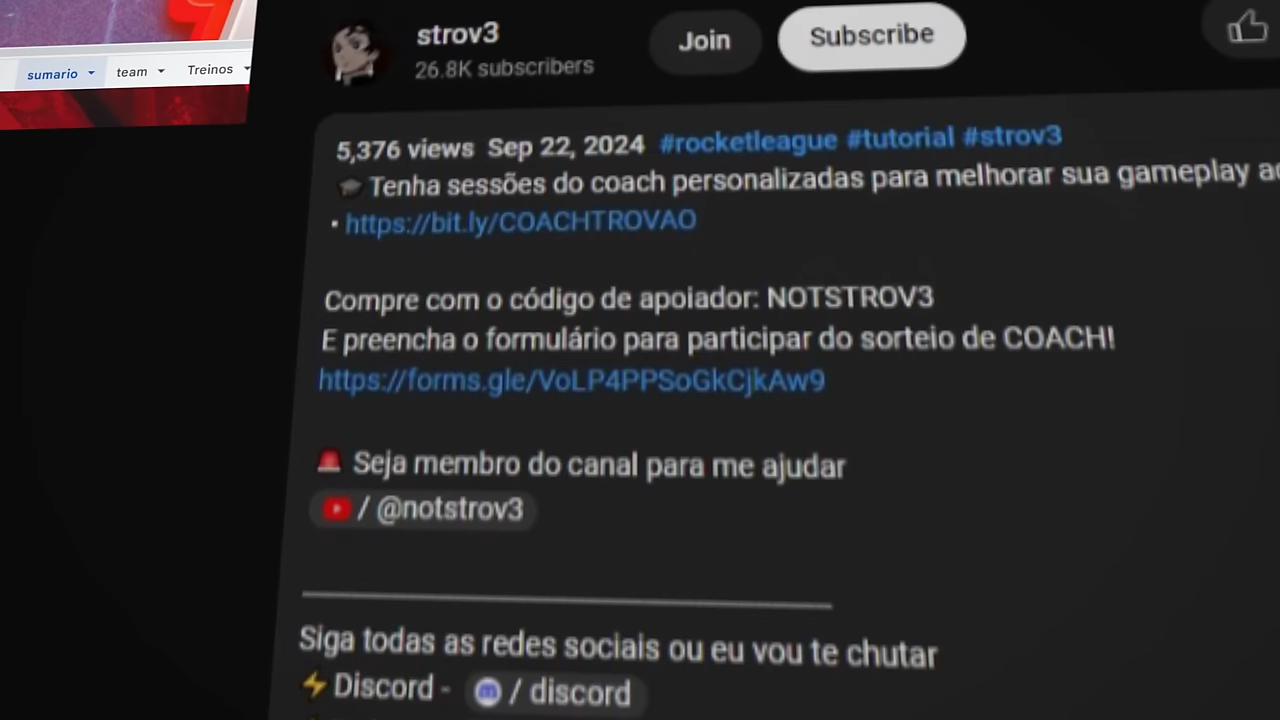 sumario
team
Treinos
strov3
26.8K subscribers
Join
Subscribe
5,376 views Sep 22, 2024 #rocketleague #tutorial #strov3
Tenha sessões do coach personalizadas para melhorar sua gameplay
• https://bit.ly/COACHTROVAO
Compre com o código de apoiador: NOTSTROV3
E preencha o formulário para participar do sorteio de COACH!
https://forms.gle/VoLP4PPSoGkCjkAw9
Seja membro do canal para me ajudar
/ @notstrov3
Siga todas as redes sociais ou eu vou te chutar
Discord - / discord